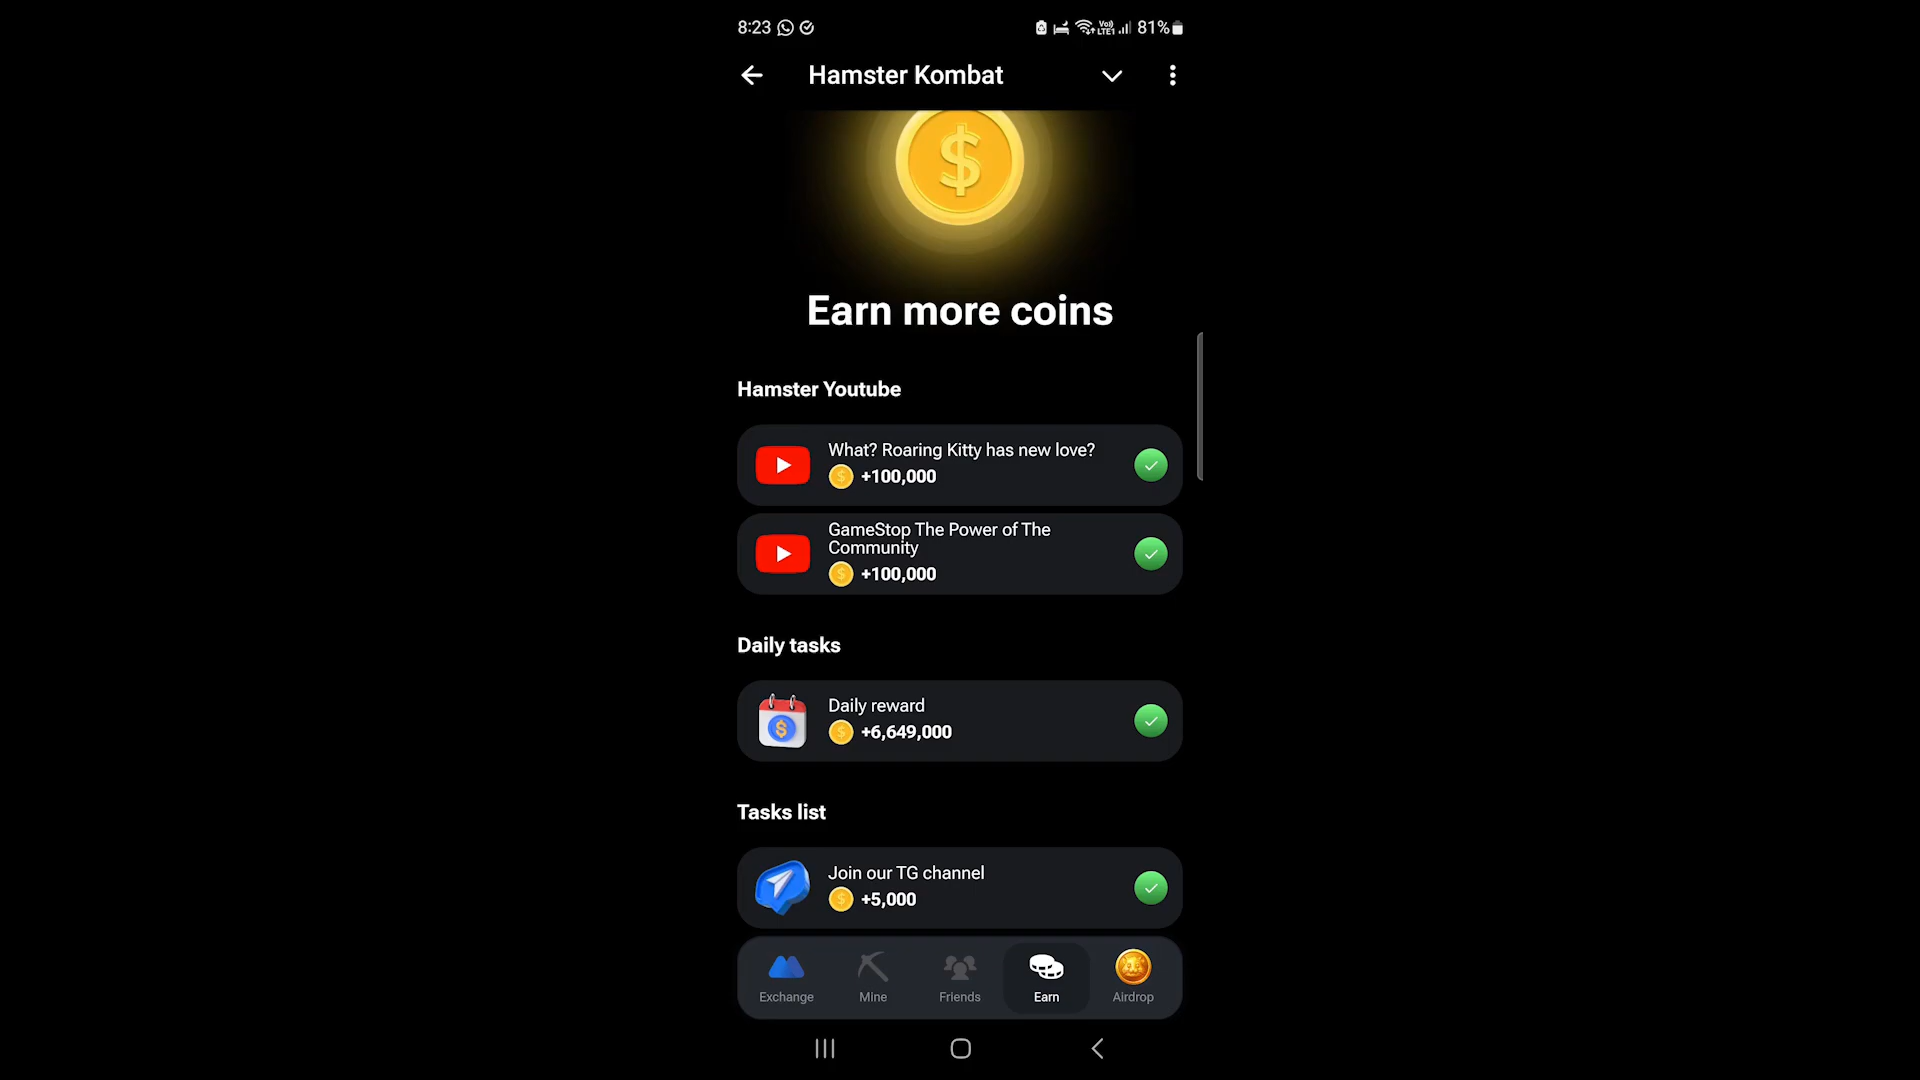 8:23
Vo)) LTE1
81%
Hamster Kombat
Earn more coins
Hamster Youtube
What? Roaring Kitty has new love?
+100,000
GameStop The Power of The
Community
+100,000
Daily tasks
Daily reward
+6,649,000
Tasks list
Join our TG channel
+5,000
Exchange
Mine
Friends
Earn
Airdrop